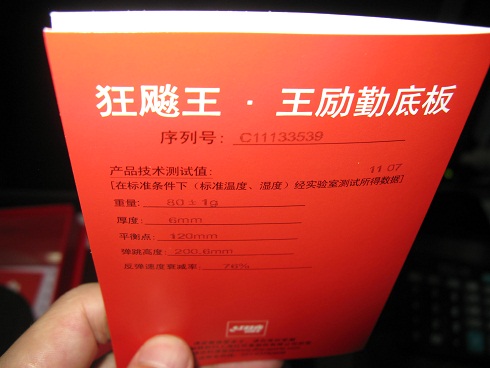 狂飚王·王励勤底板
序列号: C11133539
产品技术测试值: 11 07
[在标准条件下(标准温度、湿度)经实验室测试所得数据]
重量: 80±1g
厚度: 6mm
平衡点: 120mm
弹跳高度: 200.6mm
反弹速度衰减率: 76%